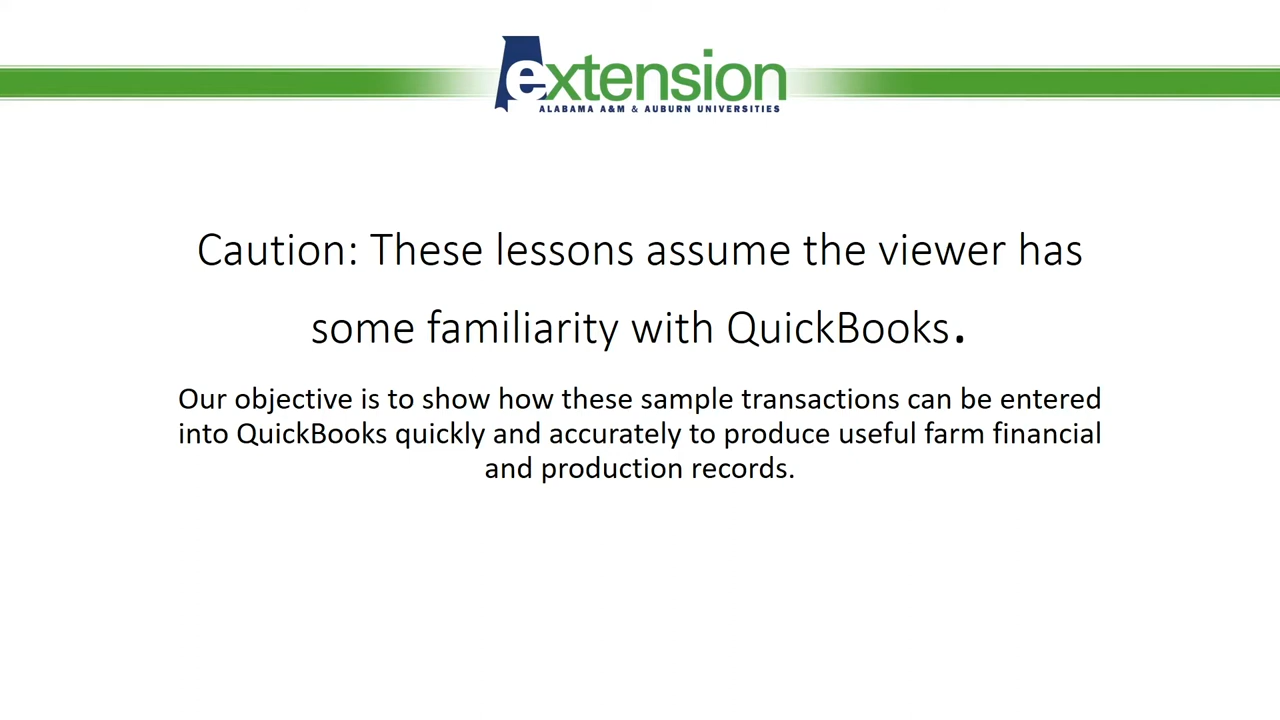 extension
ALABAMA A&M & AUBURN UNIVERSITIES
Caution: These lessons assume the viewer has
some familiarity with QuickBooks.
Our objective is to show how these sample transactions can be entered
into QuickBooks quickly and accurately to produce useful farm financial
and production records.